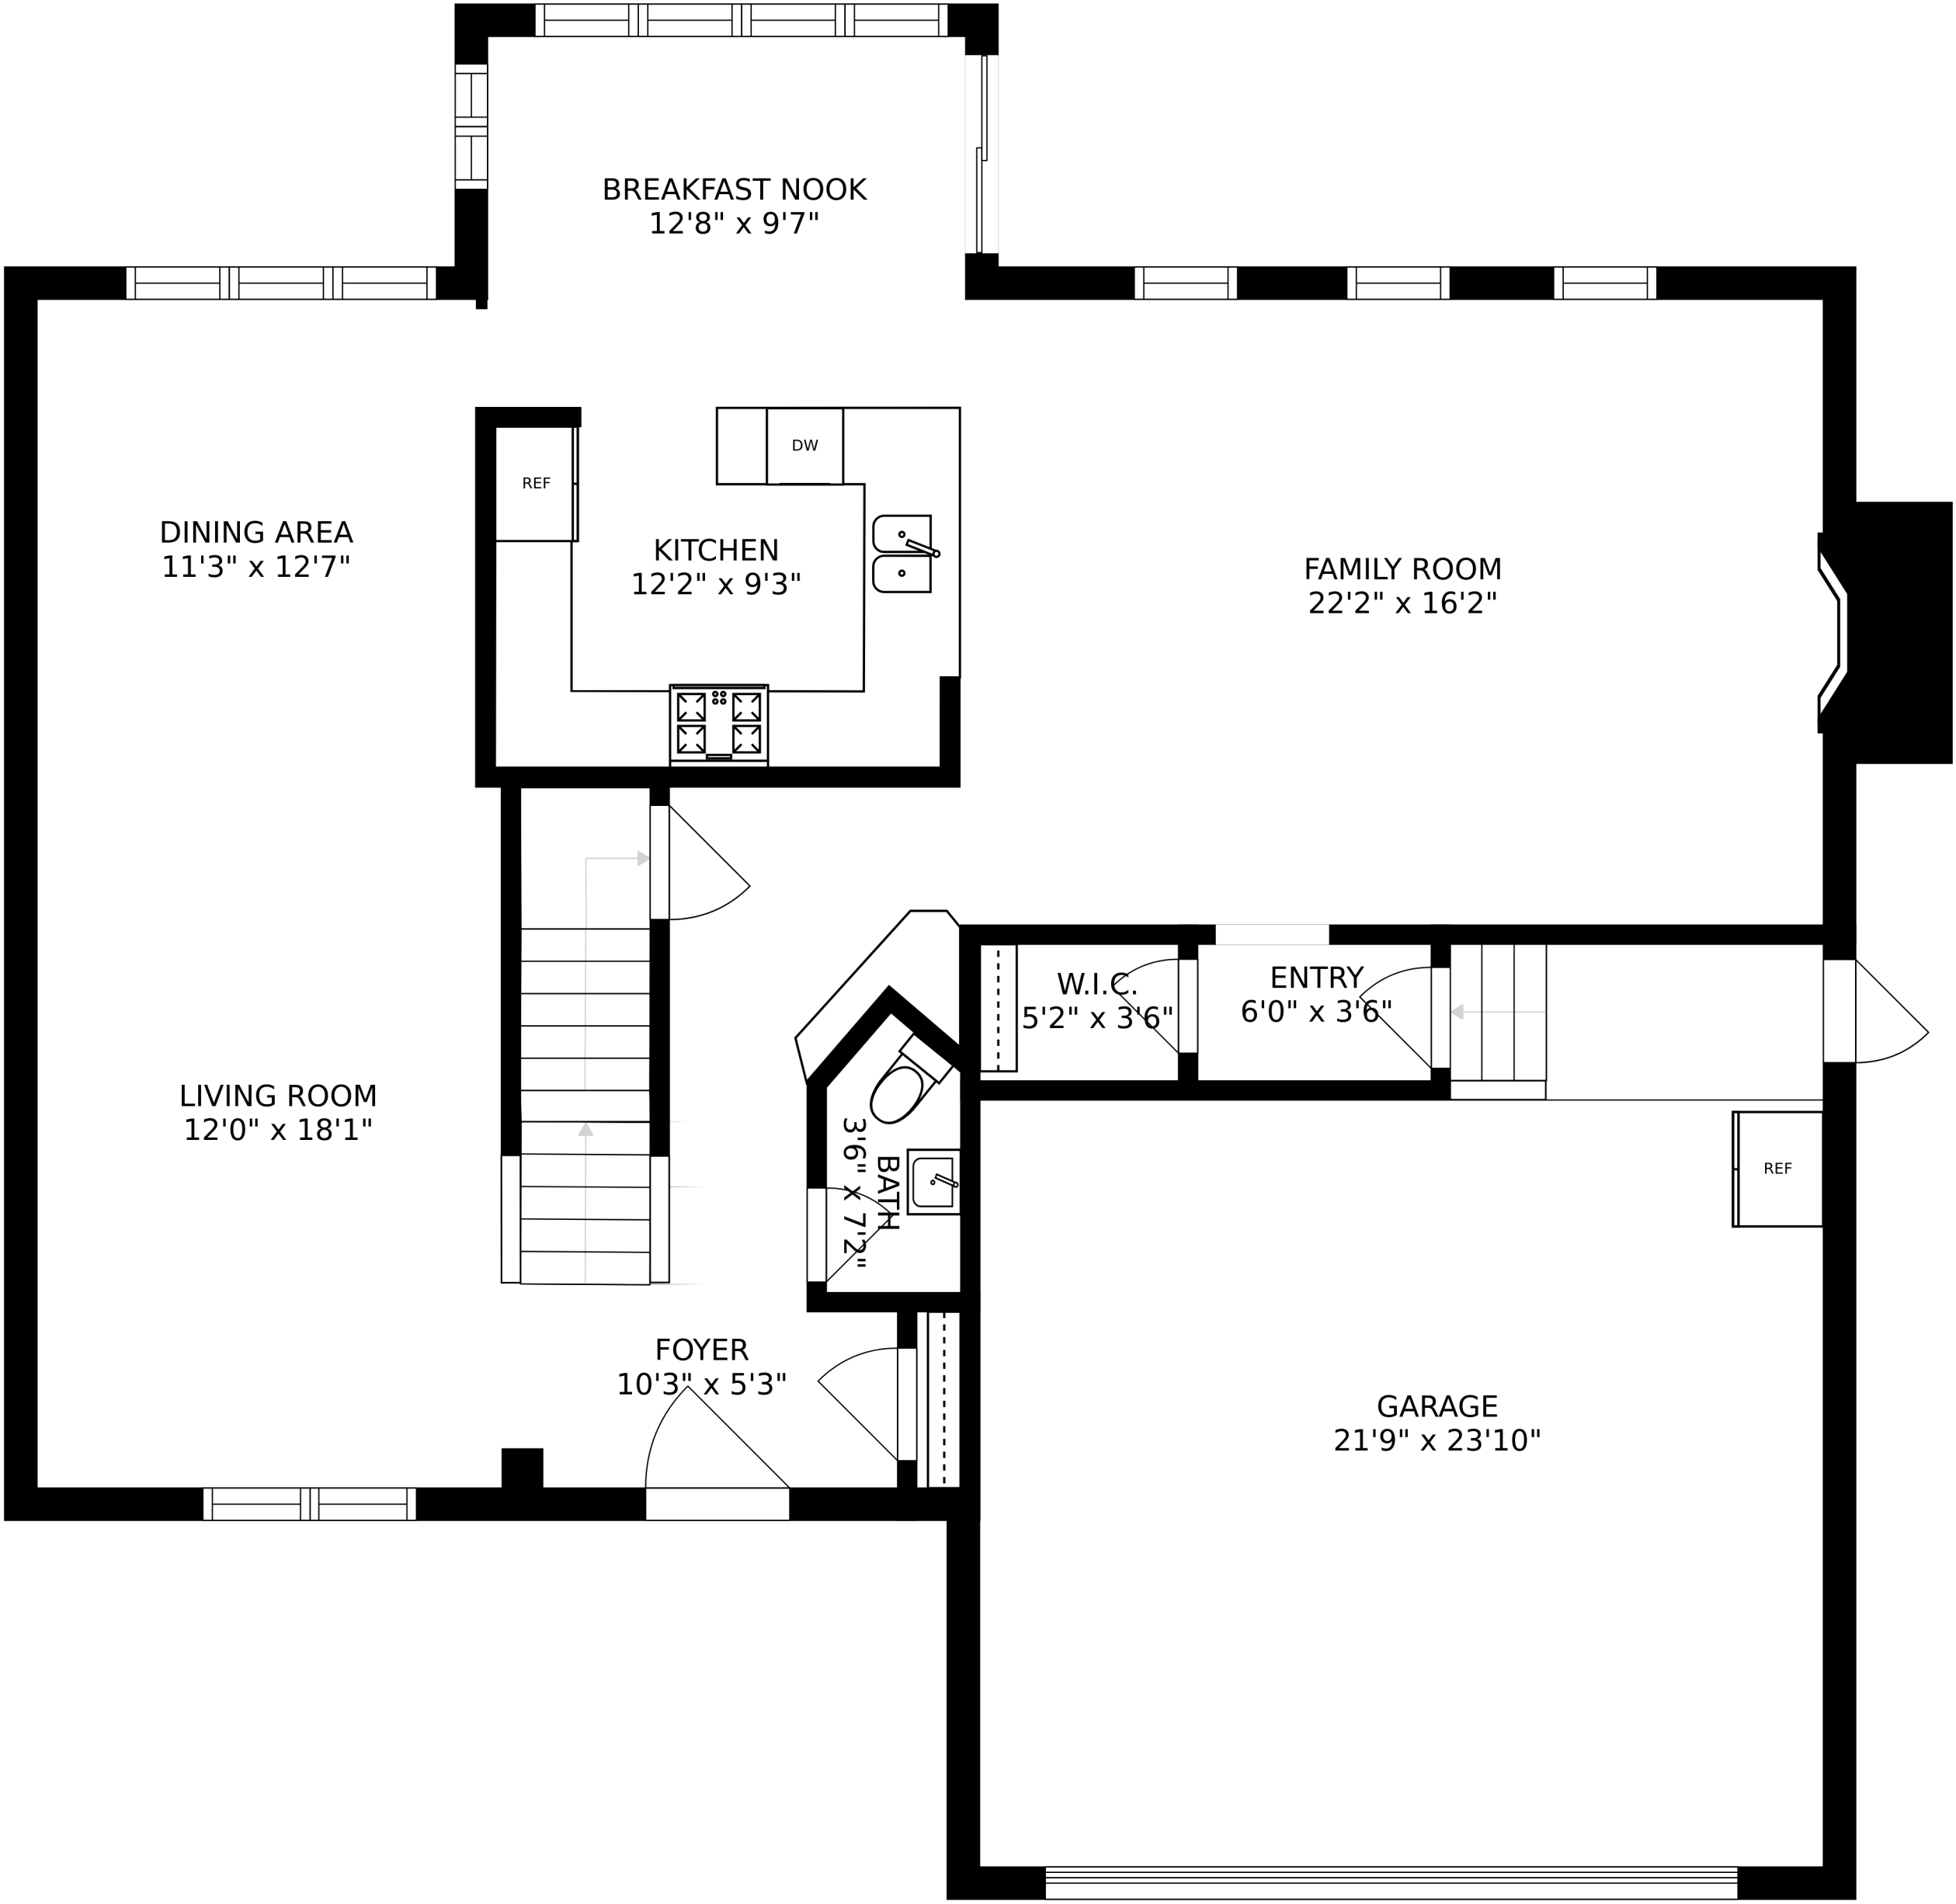 BREAKFAST NOOK
12'8" x 9'7"
DINING AREA
11'3" x 12'7"
REF
DW
KITCHEN
12'2" x 9'3"
FAMILY ROOM
22'2" x 16'2"
W.I.C.
5'2" x 3'6"
ENTRY
6'0" x 3'6"
LIVING ROOM
12'0" x 18'1"
BATH
3'6" x 7'2"
REF
FOYER
10'3" x 5'3"
GARAGE
21'9" x 23'10"